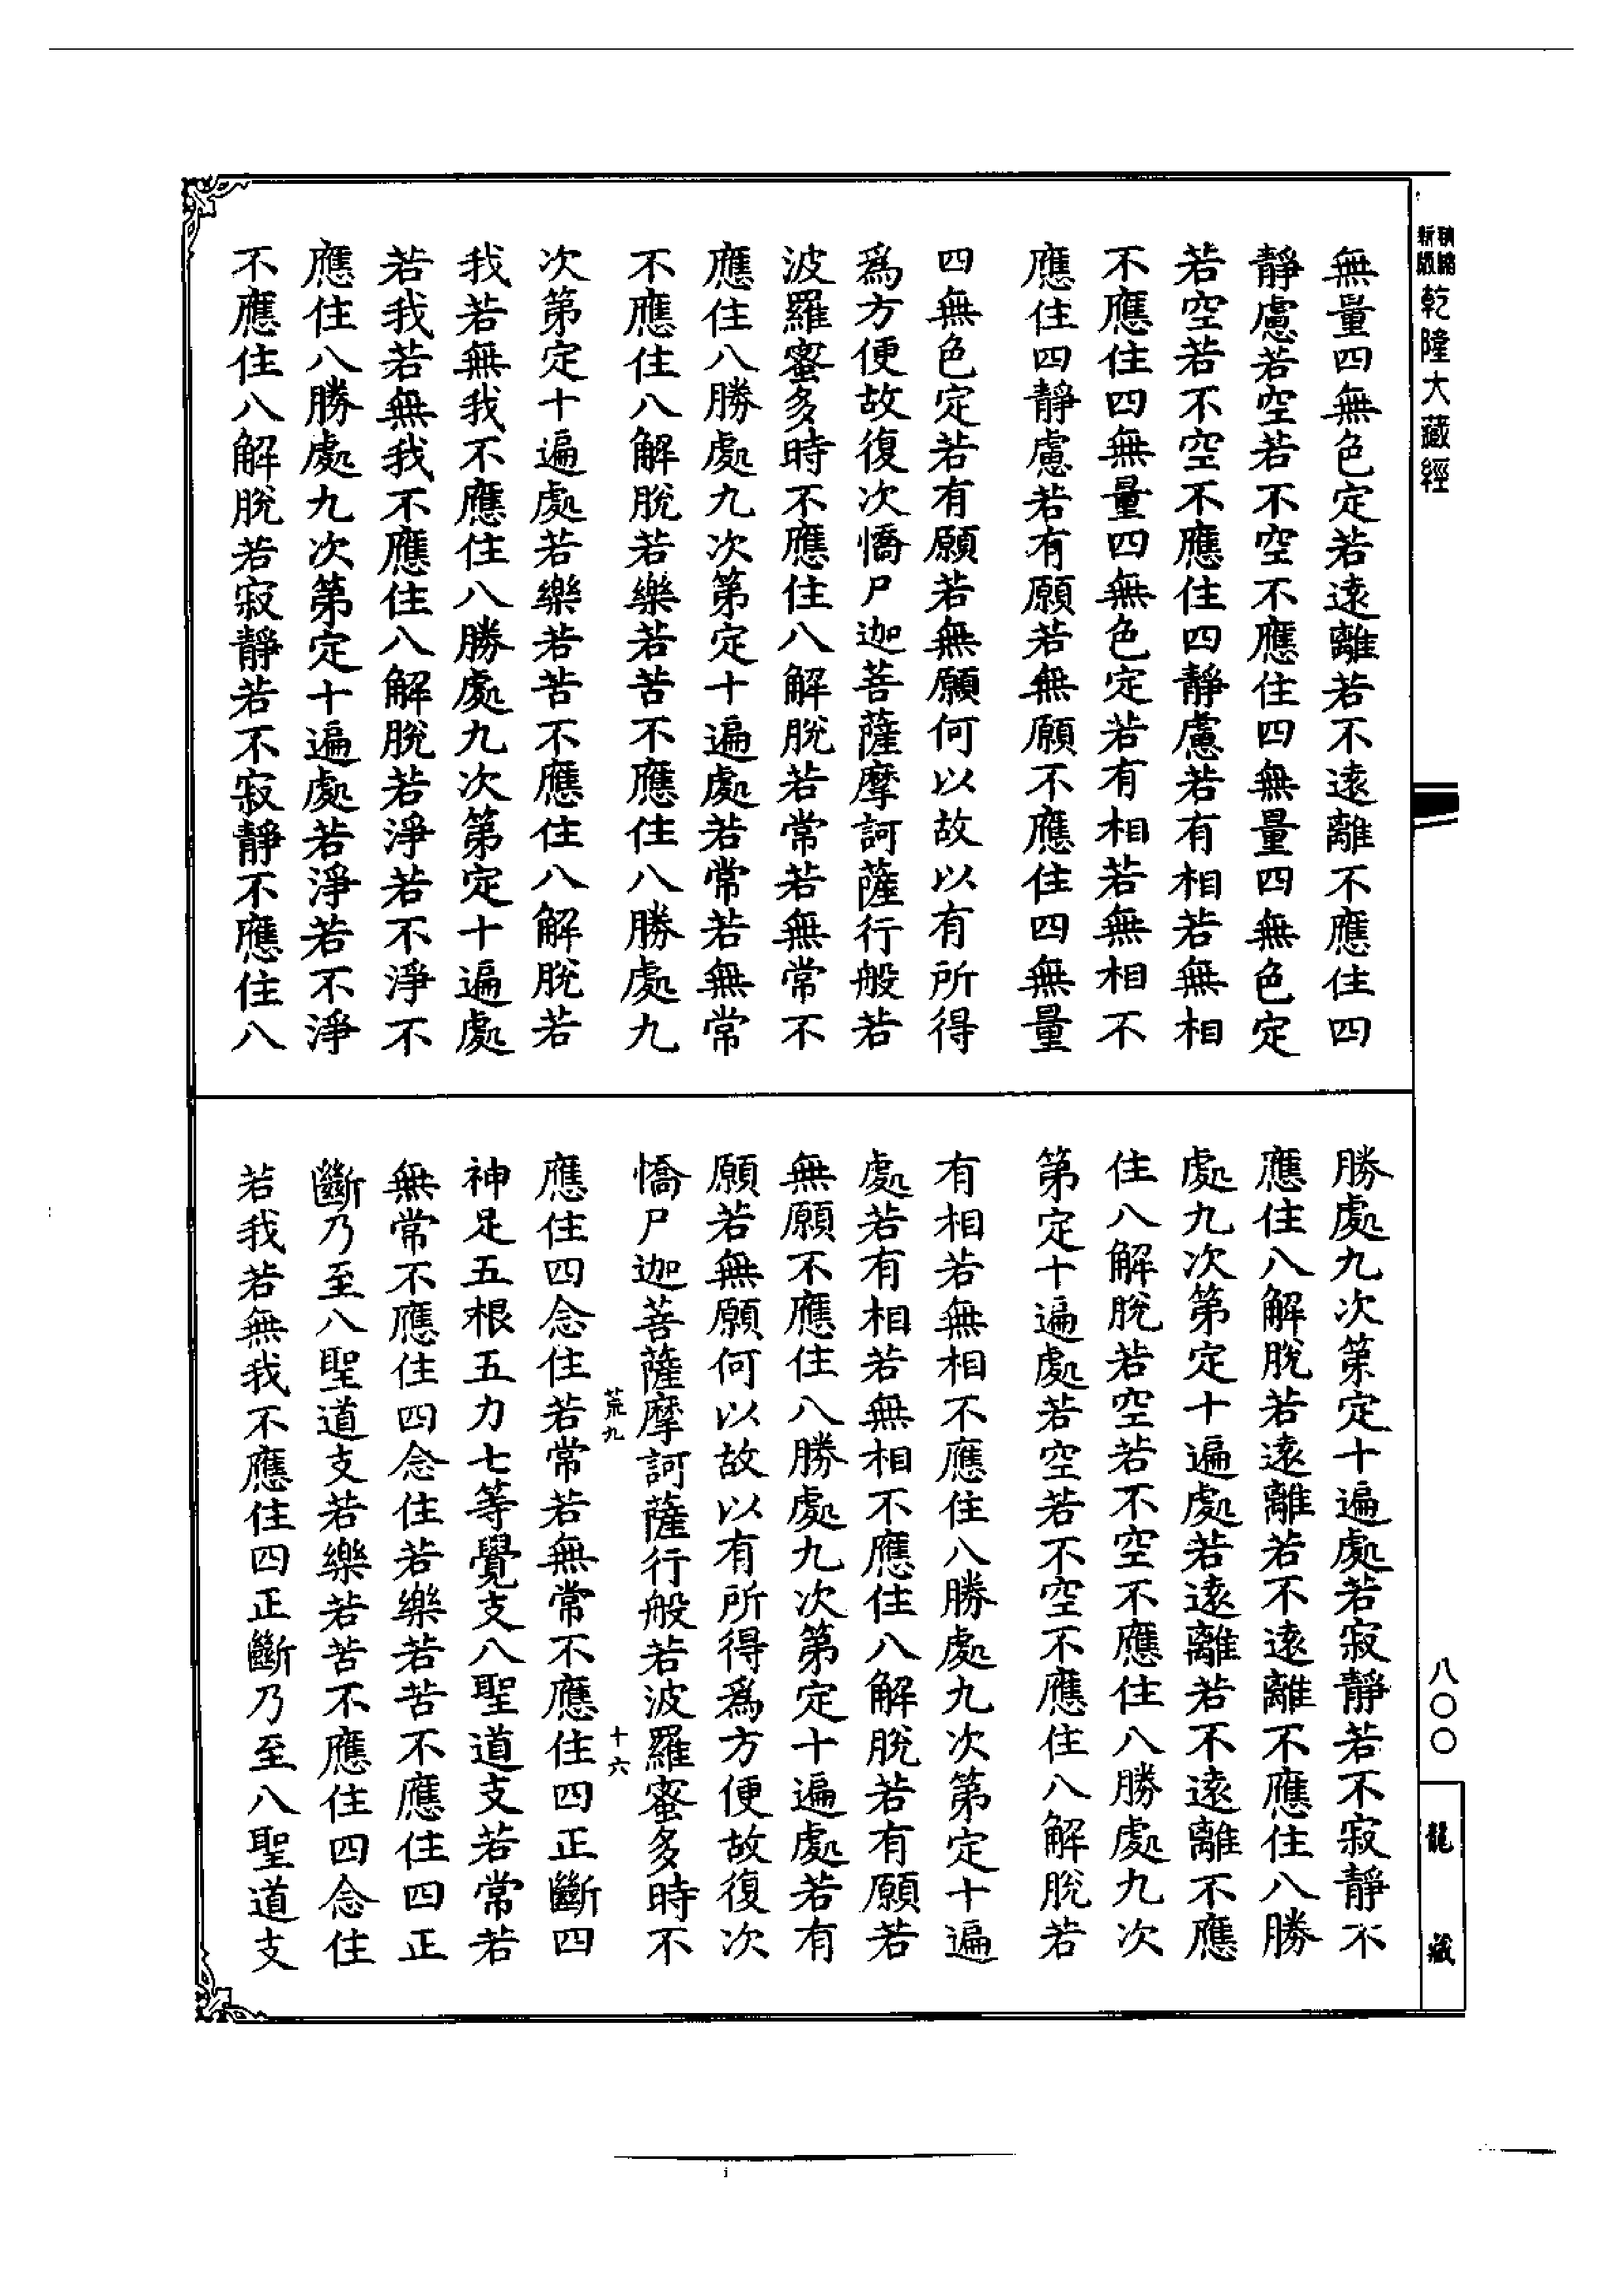 新版
乾隆大藏經
無量四無色定若遠離若不遠離不應住四
靜慮若空若不空不應住四無量四無色定
若空若不空不應住四靜慮若有相若無相
不應住四無量四無色定若有相若無相不
應住四靜慮若有願若無願不應住四無量
四無色定若有願若無願何以故以有所得
爲方便故復次憍尸迦菩薩摩訶薩行般若
波羅蜜多時不應住八解脫若常若無常不
應住八勝處九次第定十遍處若常若無常
不應住八解脫若樂若苦不應住八勝處九
次第定十遍處若樂若苦不應住八解脫若
我若無我不應住八勝處九次第定十遍處
若我若無我不應住八解脫若淨若不淨不
應住八勝處九次第定十遍處若淨若不淨
不應住八解脫若寂靜若不寂靜不應住八
勝處九次第定十遍處若寂靜若不寂靜不
應住八解脫若遠離若不遠離不應住八勝
處九次第定十遍處若遠離若不遠離不應
住八解脫若空若不空不應住八勝處九次
第定十遍處若空若不空不應住八解脫若
有相若無相不應住八勝處九次第定十遍
處若有相若無相不應住八解脫若有願若
無願不應住八勝處九次第定十遍處若有
願若無願何以故以有所得爲方便故復次
憍尸迦菩薩摩訶薩行般若波羅蜜多時不
荒九
十六
應住四念住若常若無常不應住四正斷四
神足五根五力七等覺支八聖道支若常若
無常不應住四念住若樂若苦不應住四正
斷乃至八聖道支若樂若苦不應住四念住
若我若無我不應住四正斷乃至八聖道支
八〇〇
龍藏